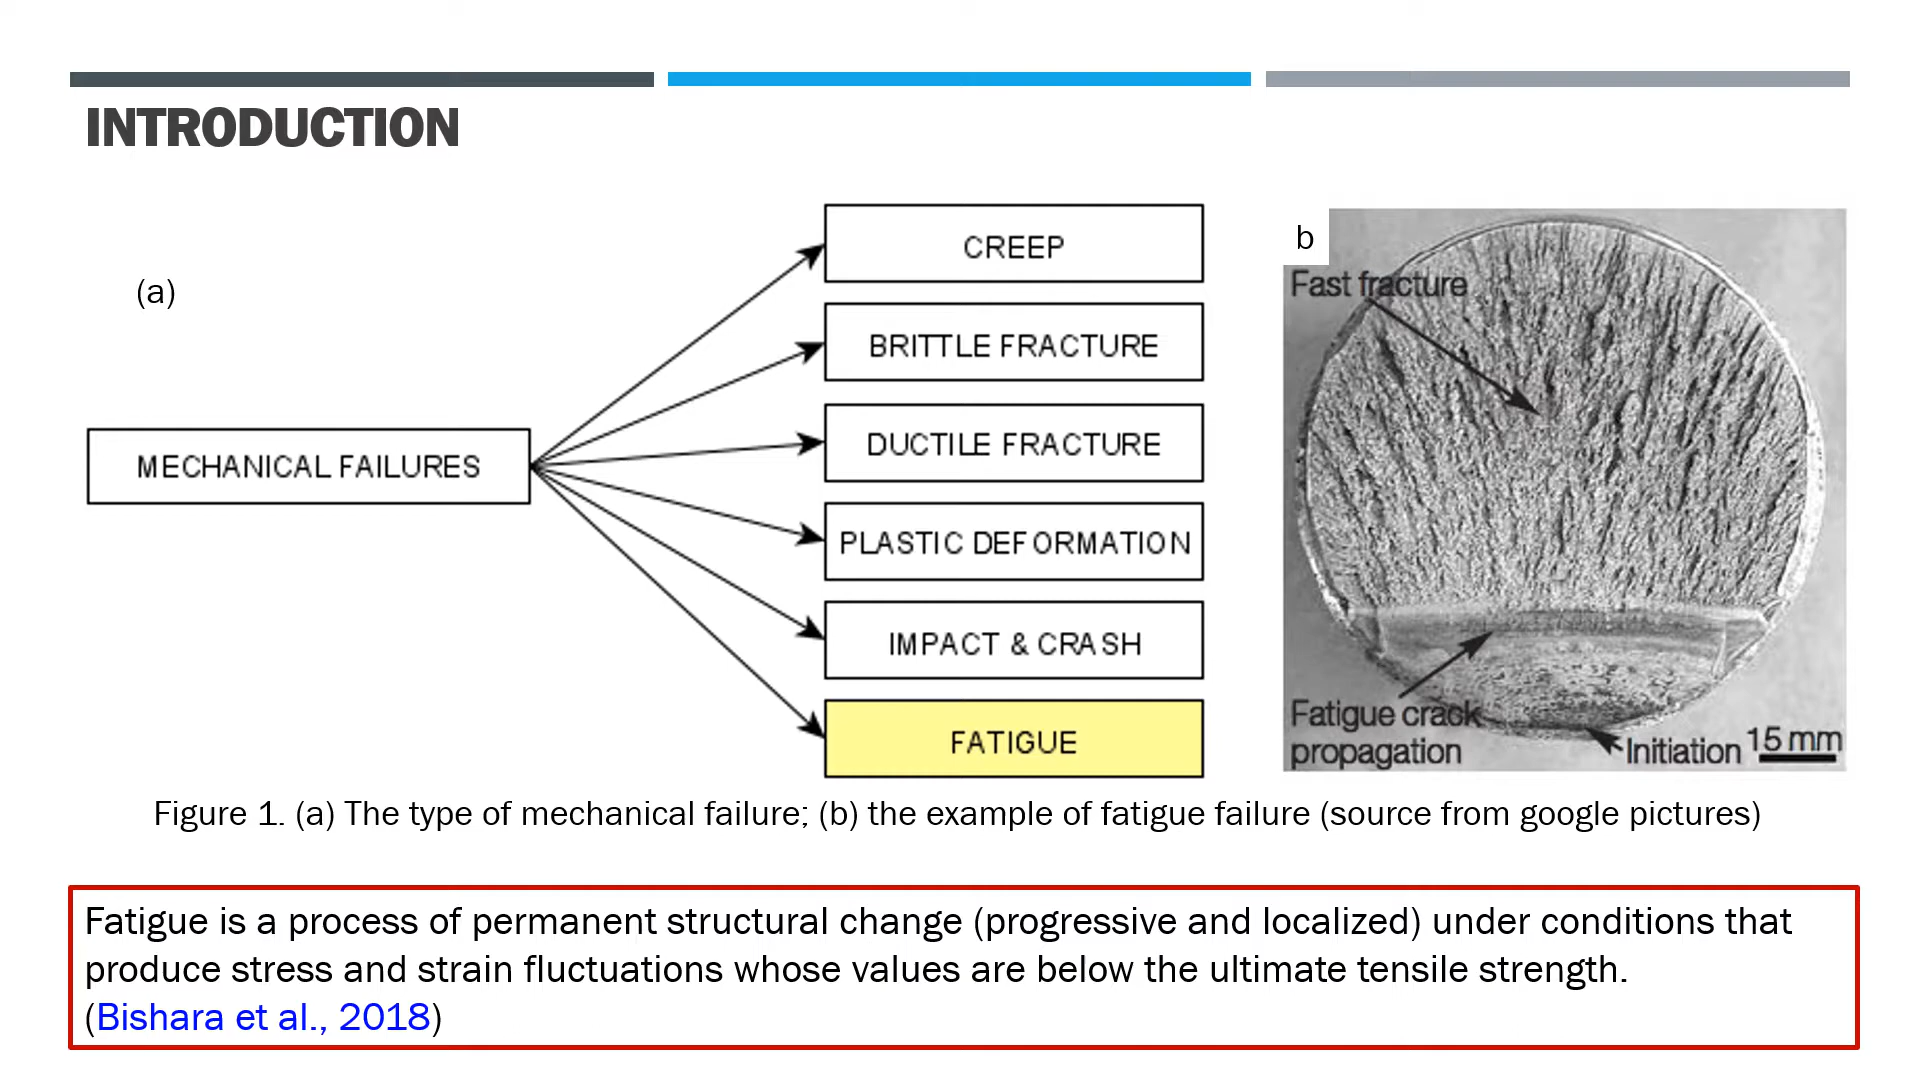 INTRODUCTION
(a)
MECHANICAL FAILURES
CREEP
BRITTLE FRACTURE
DUCTILE FRACTURE
PLASTIC DEFORMATION
IMPACT & CRASH
FATIGUE
b
Fast fracture
Fatigue crack
propagation
Initiation
15 mm
Figure 1. (a) The type of mechanical failure; (b) the example of fatigue failure (source from google pictures)
Fatigue is a process of permanent structural change (progressive and localized) under conditions that
produce stress and strain fluctuations whose values are below the ultimate tensile strength.
(Bishara et al., 2018)